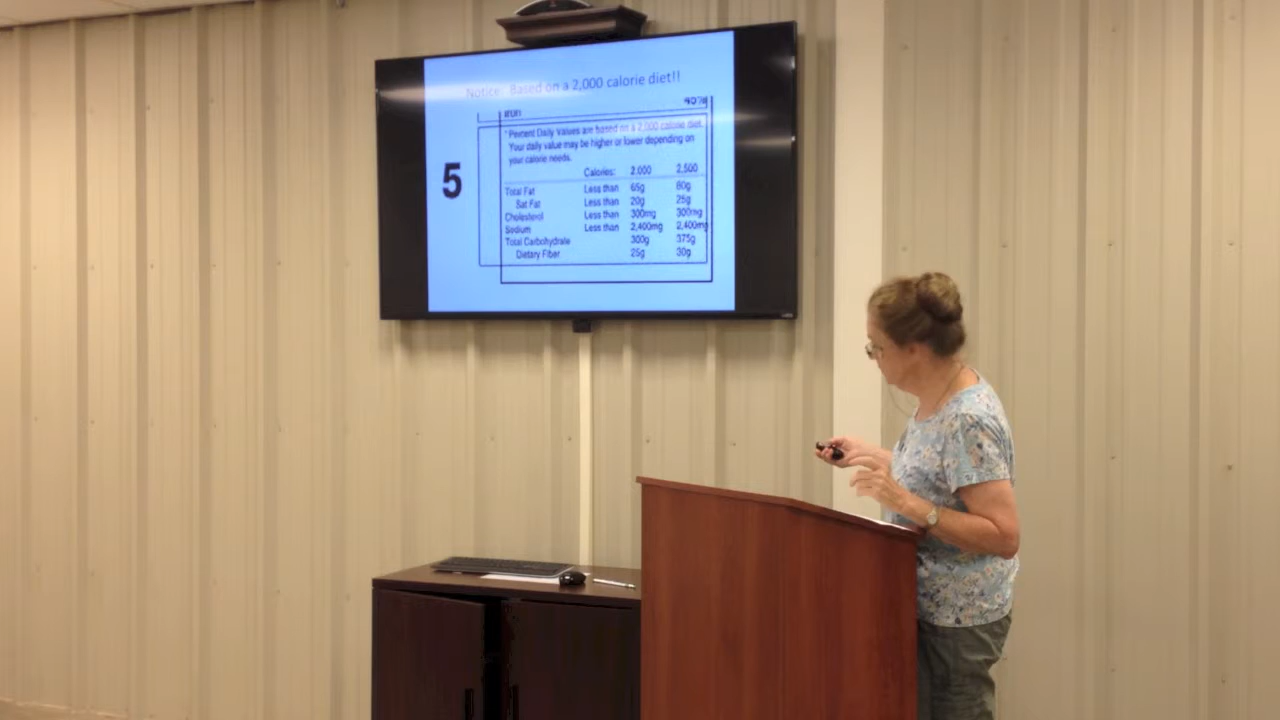 Notice: Based on a 2,000 calorie diet!!
Iron 45%
5
* Percent Daily Values are based on a 2,000 calorie diet.
Your daily value may be higher or lower depending on
your calorie needs.
Calories: 2,000 2,500
Total Fat Less than 65g 80g
Sat Fat Less than 20g 25g
Cholesterol Less than 300mg 300mg
Sodium Less than 2,400mg 2,400mg
Total Carbohydrate 300g 375g
Dietary Fiber 25g 30g